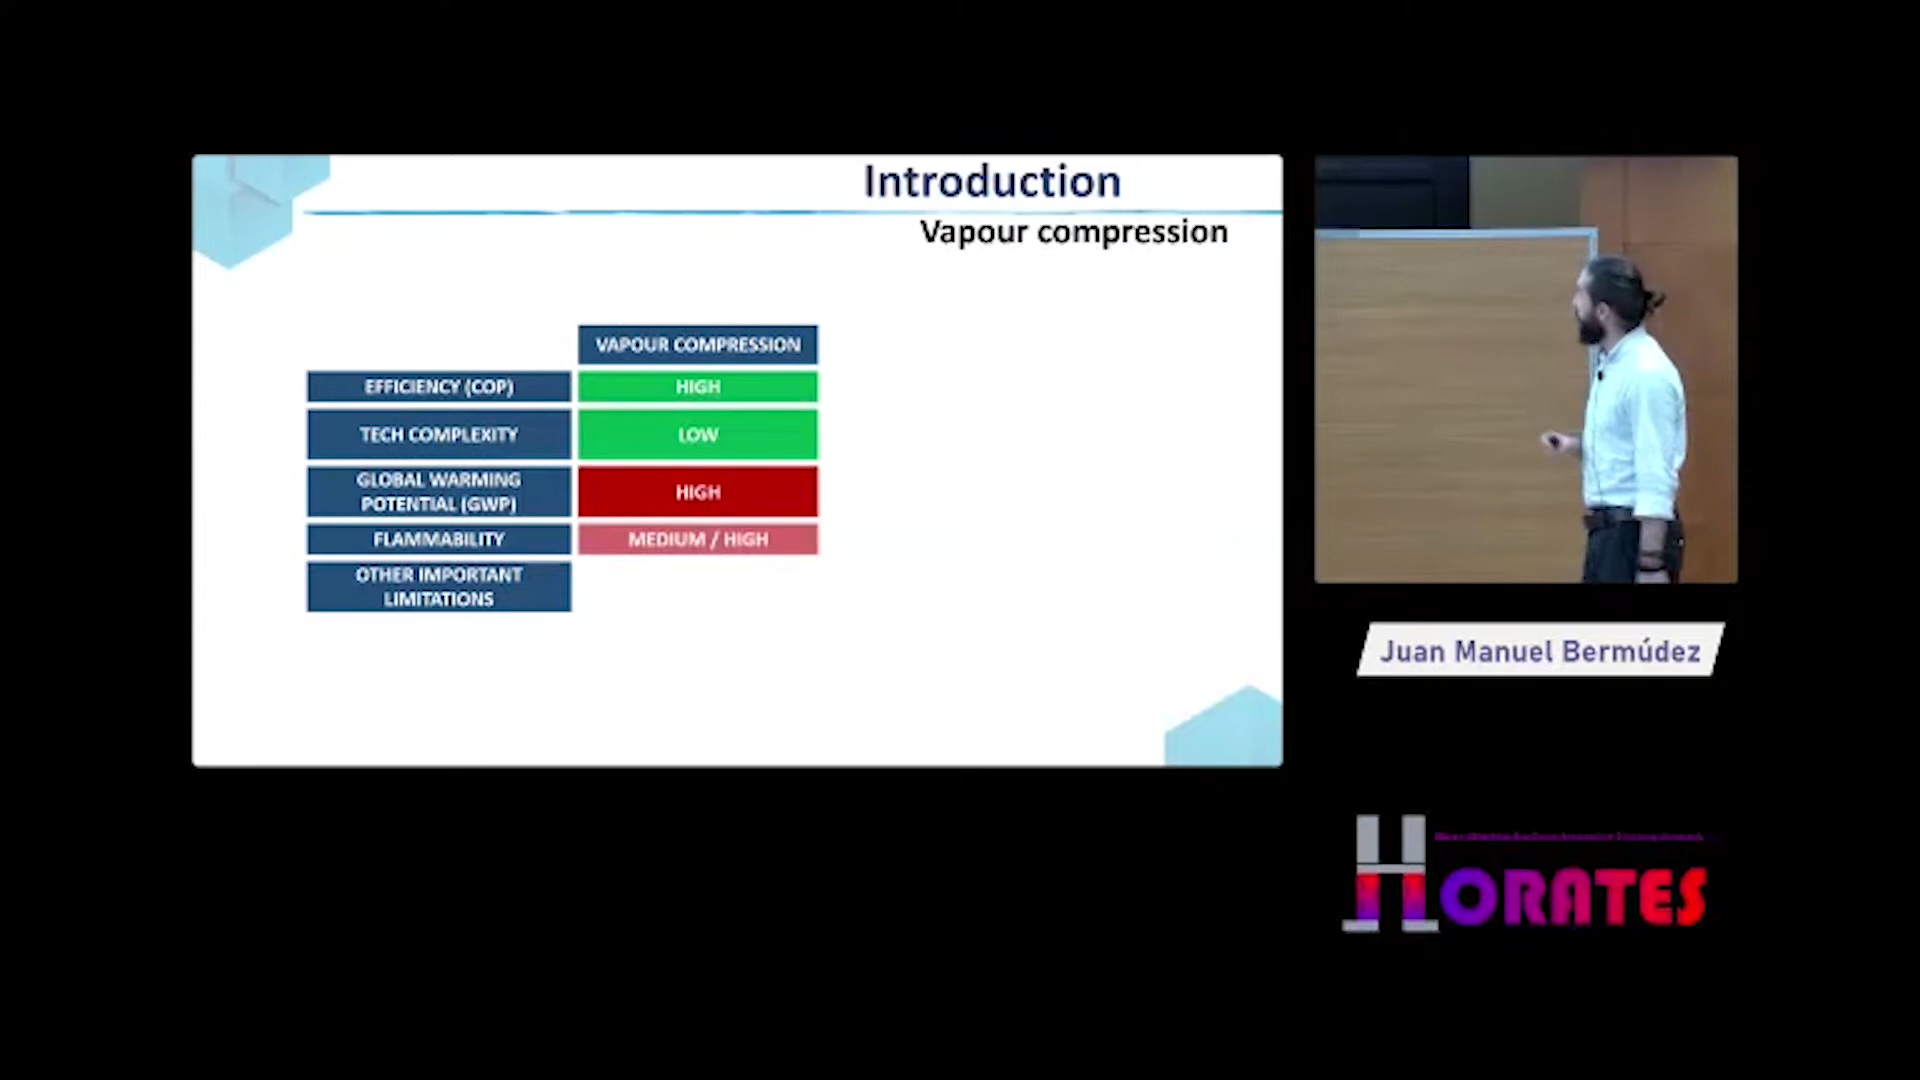 Introduction
Vapour compression
VAPOUR COMPRESSION
EFFICIENCY (COP)
HIGH
TECH COMPLEXITY
LOW
GLOBAL WARMING
POTENTIAL (GWP)
HIGH
FLAMMABILITY
MEDIUM / HIGH
OTHER IMPORTANT
LIMITATIONS
Juan Manuel Bermúdez
HORATES